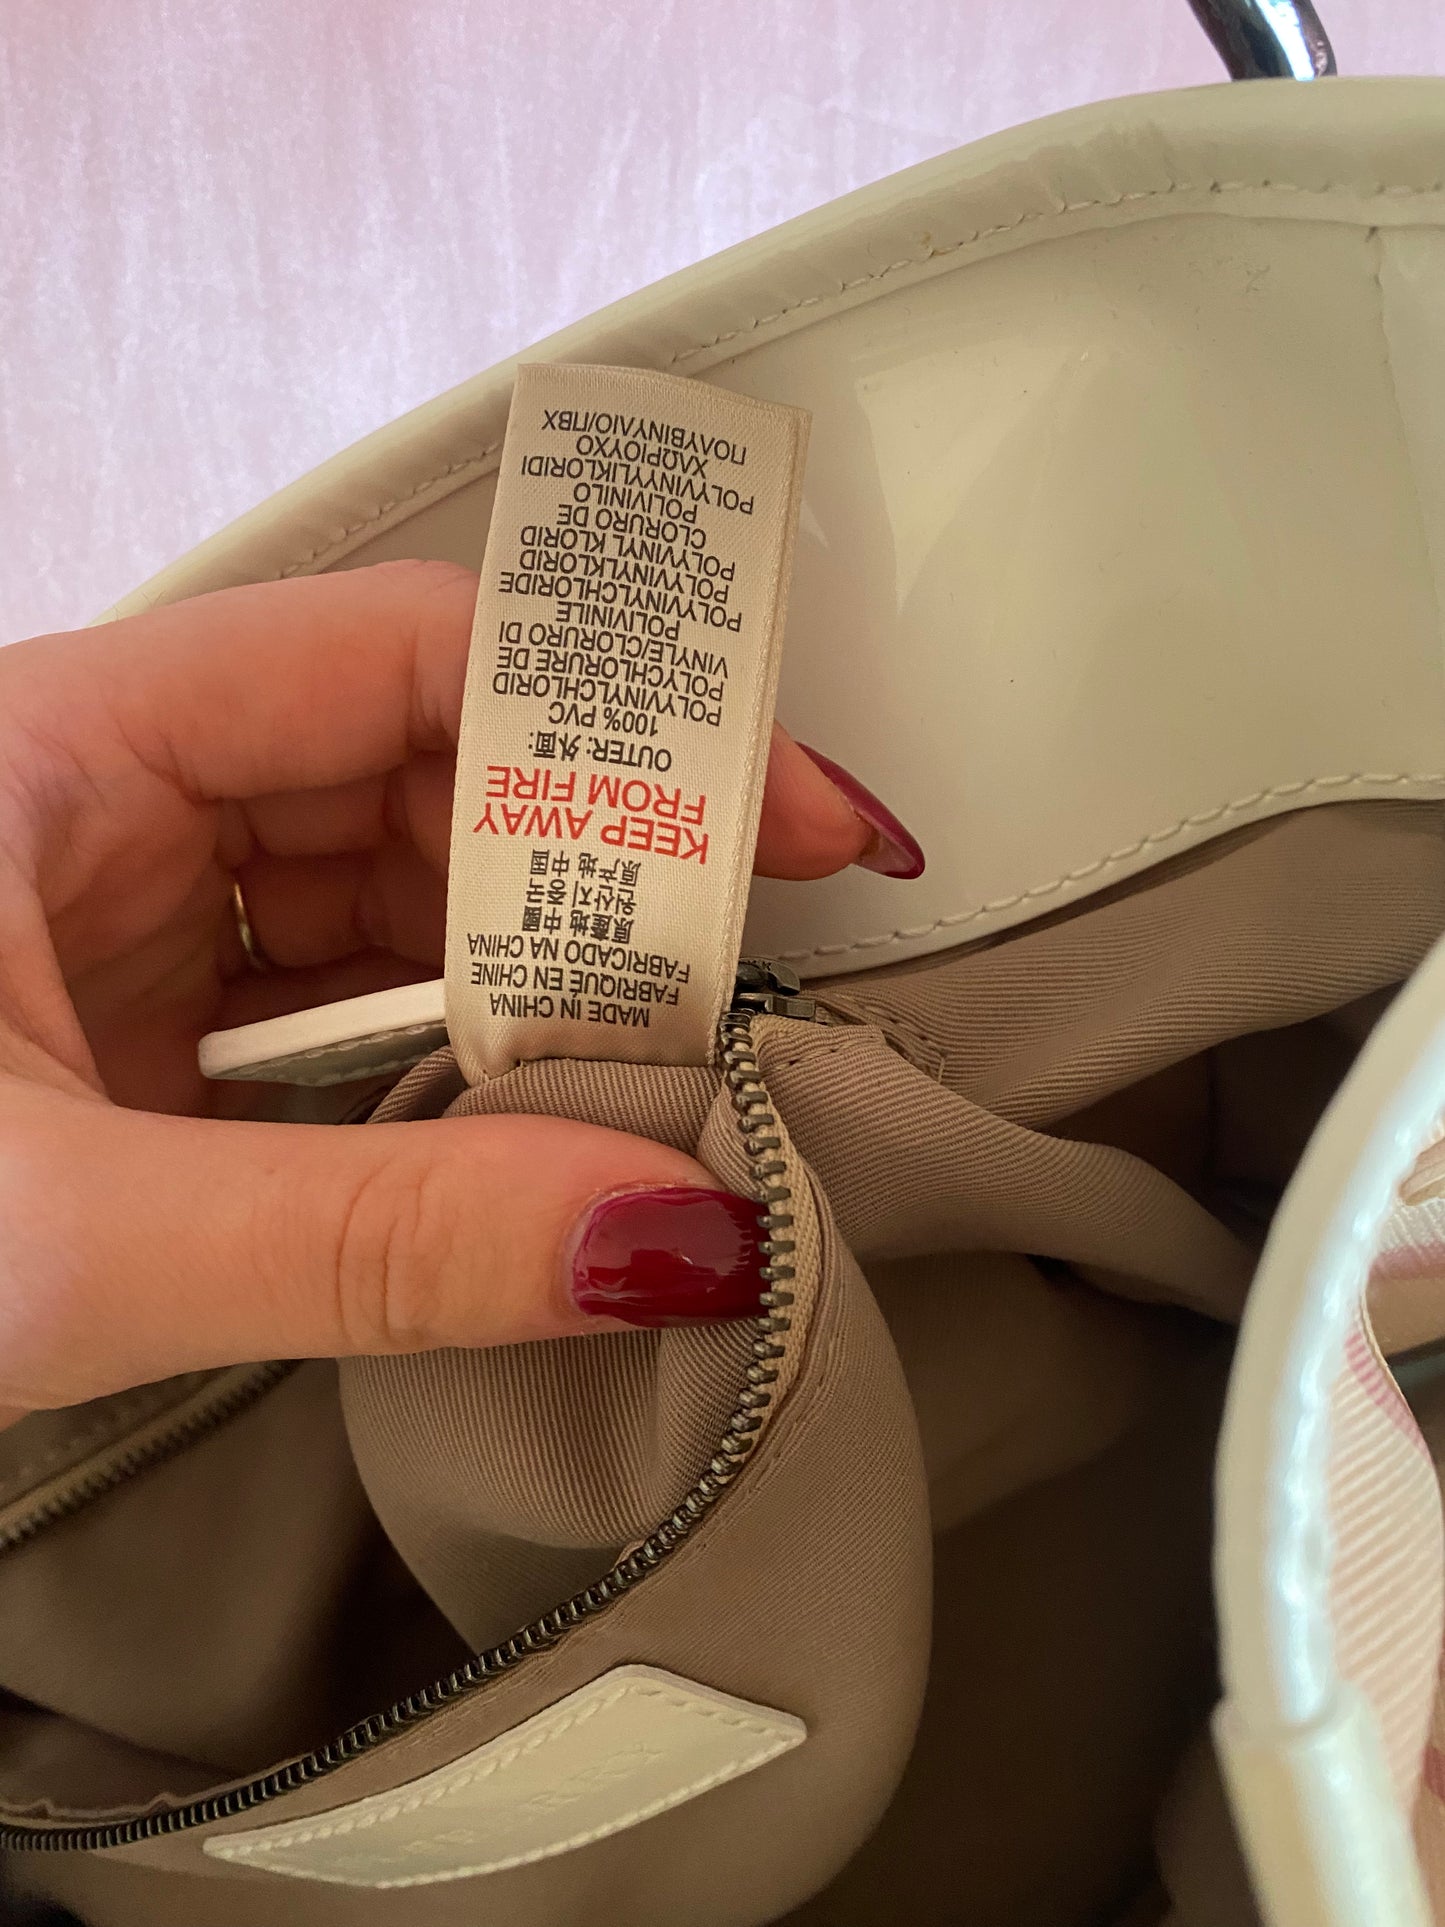 MADE IN CHINA
FABRIQUÉ EN CHINE
FABRICADO NA CHINA
原產地 中國
원산지 중국
原产地 中国
KEEP AWAY
FROM FIRE
OUTER: 外面:
100% PVC
POLYVINYLCHLORID
POLYCHLORURE DE
VINYLE/CLORURO DI
POLIVINILE
POLYVINYLCHLORIDE
POLYVINYLKLORID
POLYVINYL KLORID
CLORURO DE
POLIVINILO
POLYVINYYLIKLORIDI
ΧΛΩΡΙΟΥΧΟ
ΠΟΛΥΒΙΝΥΛΙΟ/ПВХ